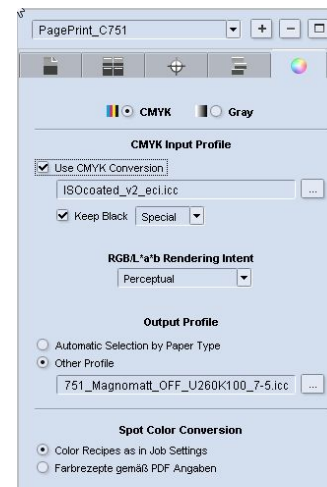 PagePrint_C751
CMYK Gray
CMYK Input Profile
Use CMYK Conversion
ISOcoated_v2_eci.icc ...
Keep Black Special
RGB/L*a*b Rendering Intent
Perceptual
Output Profile
Automatic Selection by Paper Type
Other Profile
751_Magnomatt_OFF_U260K100_7-5.icc ...
Spot Color Conversion
Color Recipes as in Job Settings
Farbrezepte gemäß PDF Angaben